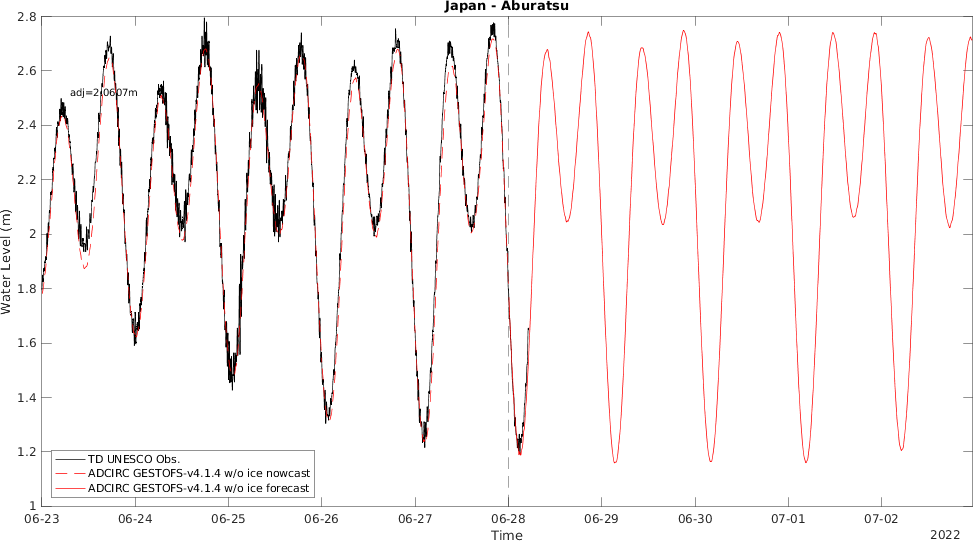 Japan - Aburatsu
2.8
2.6
adj=2.0607m
2.4
2.2
2
1.8
1.6
1.4
1.2
1
Water Level (m)
TD UNESCO Obs.
ADCIRC GESTOFS-v4.1.4 w/o ice nowcast
ADCIRC GESTOFS-v4.1.4 w/o ice forecast
06-23 06-24 06-25 06-26 06-27 06-28 06-29 06-30 07-01 07-02
Time
2022